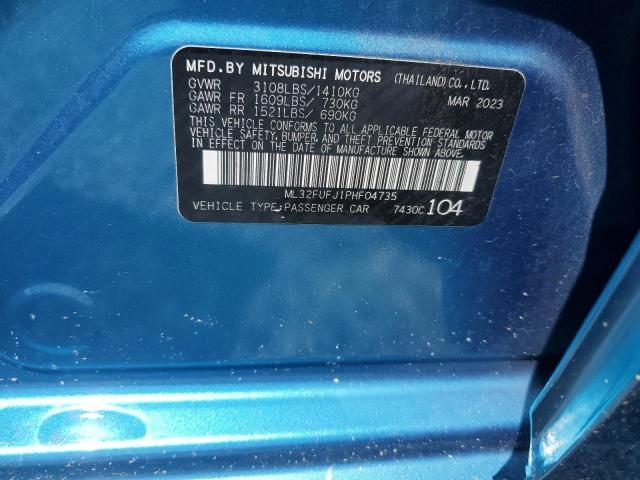 MFD.BY MITSUBISHI MOTORS (THAILAND)CO.,LTD.
GVWR 3108LBS/1410KG MAR 2023
GAWR FR 1609LBS/ 730KG
GAWR RR 1521LBS/ 690KG
THIS VEHICLE CONFORMS TO ALL APPLICABLE FEDERAL MOTOR
VEHICLE SAFETY,BUMPER,AND THEFT PREVENTION STANDARDS
IN EFFECT ON THE DATE OF MANUFACTURE SHOWN ABOVE.
ML32FUFJ1PHF04735
VEHICLE TYPE:PASSENGER CAR 7430C 104